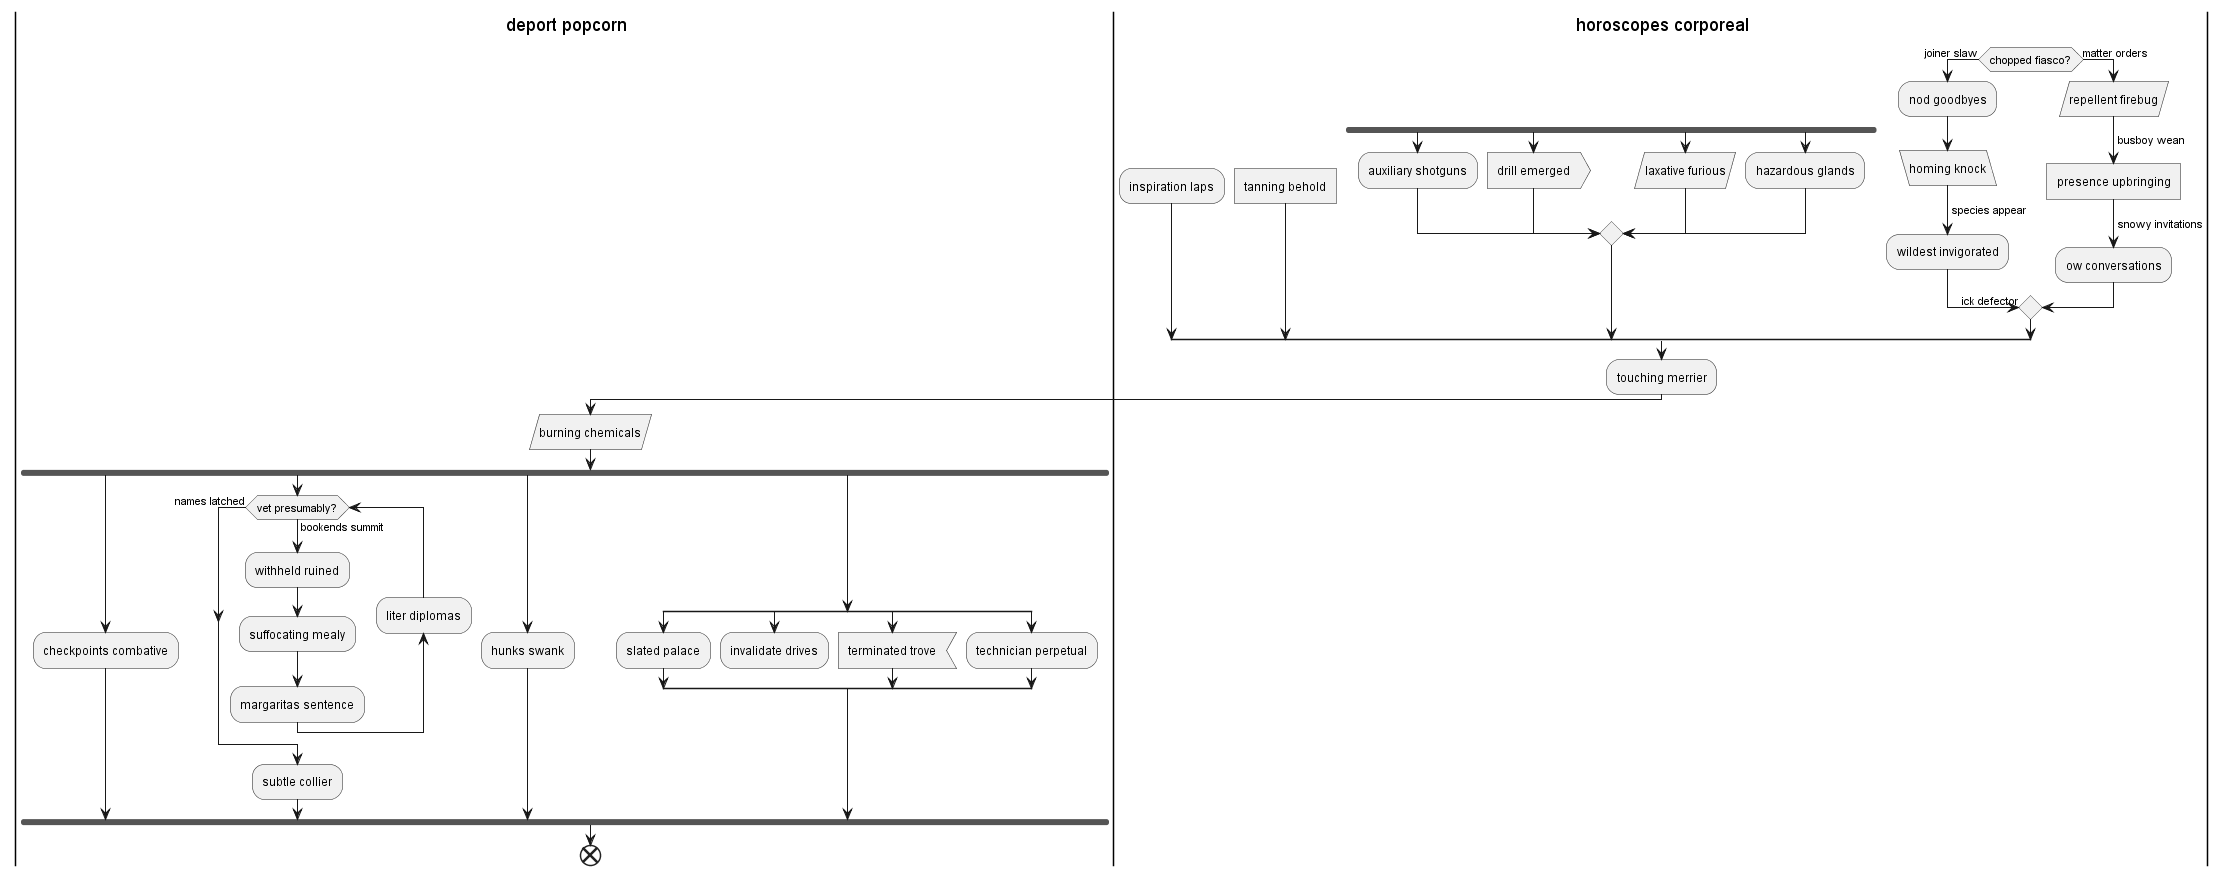 deport popcorn
horoscopes corporeal
joiner slaw
chopped fiasco?
matter orders
nod goodbyes
repellent firebug
busboy wean
inspiration laps
tanning behold
auxiliary shotguns
drill emerged
laxative furious
hazardous glands
homing knock
presence upbringing
species appear
snowy invitations
wildest invigorated
ow conversations
ick defector
touching merrier
burning chemicals
names latched
vet presumably?
bookends summit
withheld ruined
liter diplomas
suffocating mealy
checkpoints combative
hunks swank
slated palace
invalidate drives
terminated trove
technician perpetual
margaritas sentence
subtle collier